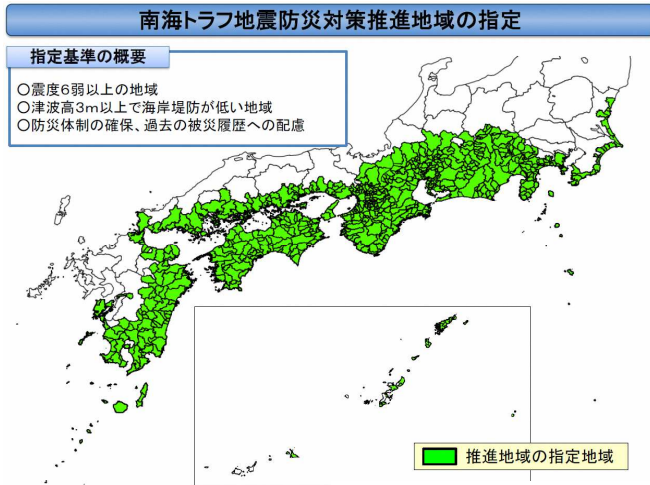 南海トラフ地震防災対策推進地域の指定
指定基準の概要
○震度6弱以上の地域
○津波高3m以上で海岸堤防が低い地域
○防災体制の確保、過去の被災履歴への配慮
推進地域の指定地域